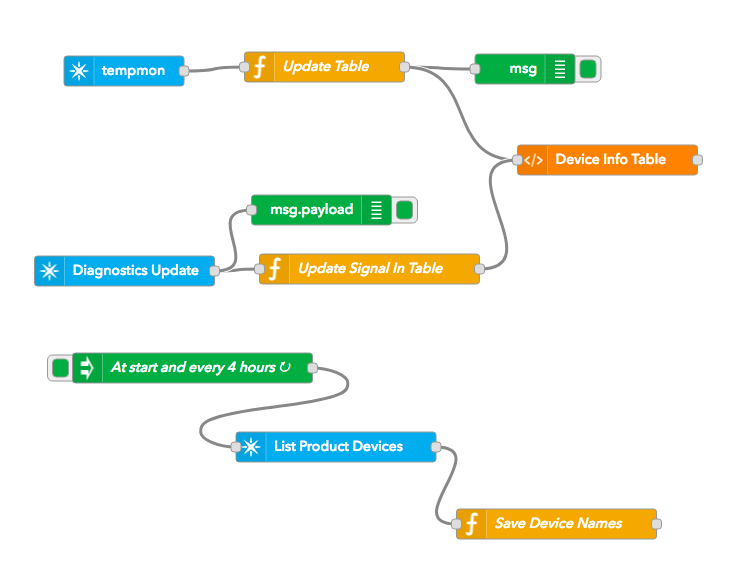 tempmon
Update Table
msg
Device Info Table
msg.payload
Diagnostics Update
Update Signal In Table
At start and every 4 hours ↻
List Product Devices
Save Device Names